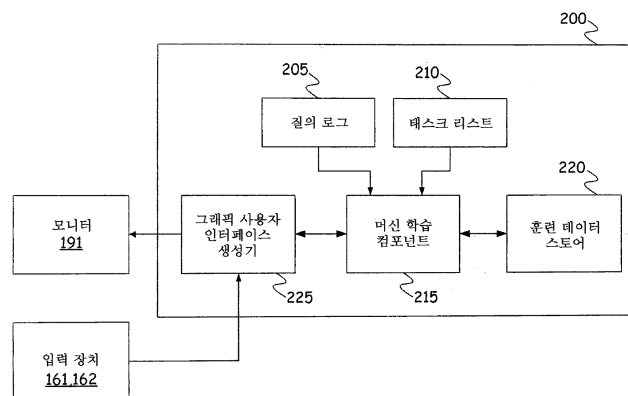 200
205
210
질의 로그
태스크 리스트
220
모니터
191
그래픽 사용자
인터페이스
생성기
머신 학습
컴포넌트
훈련 데이터
스토어
225
215
입력 장치
161,162